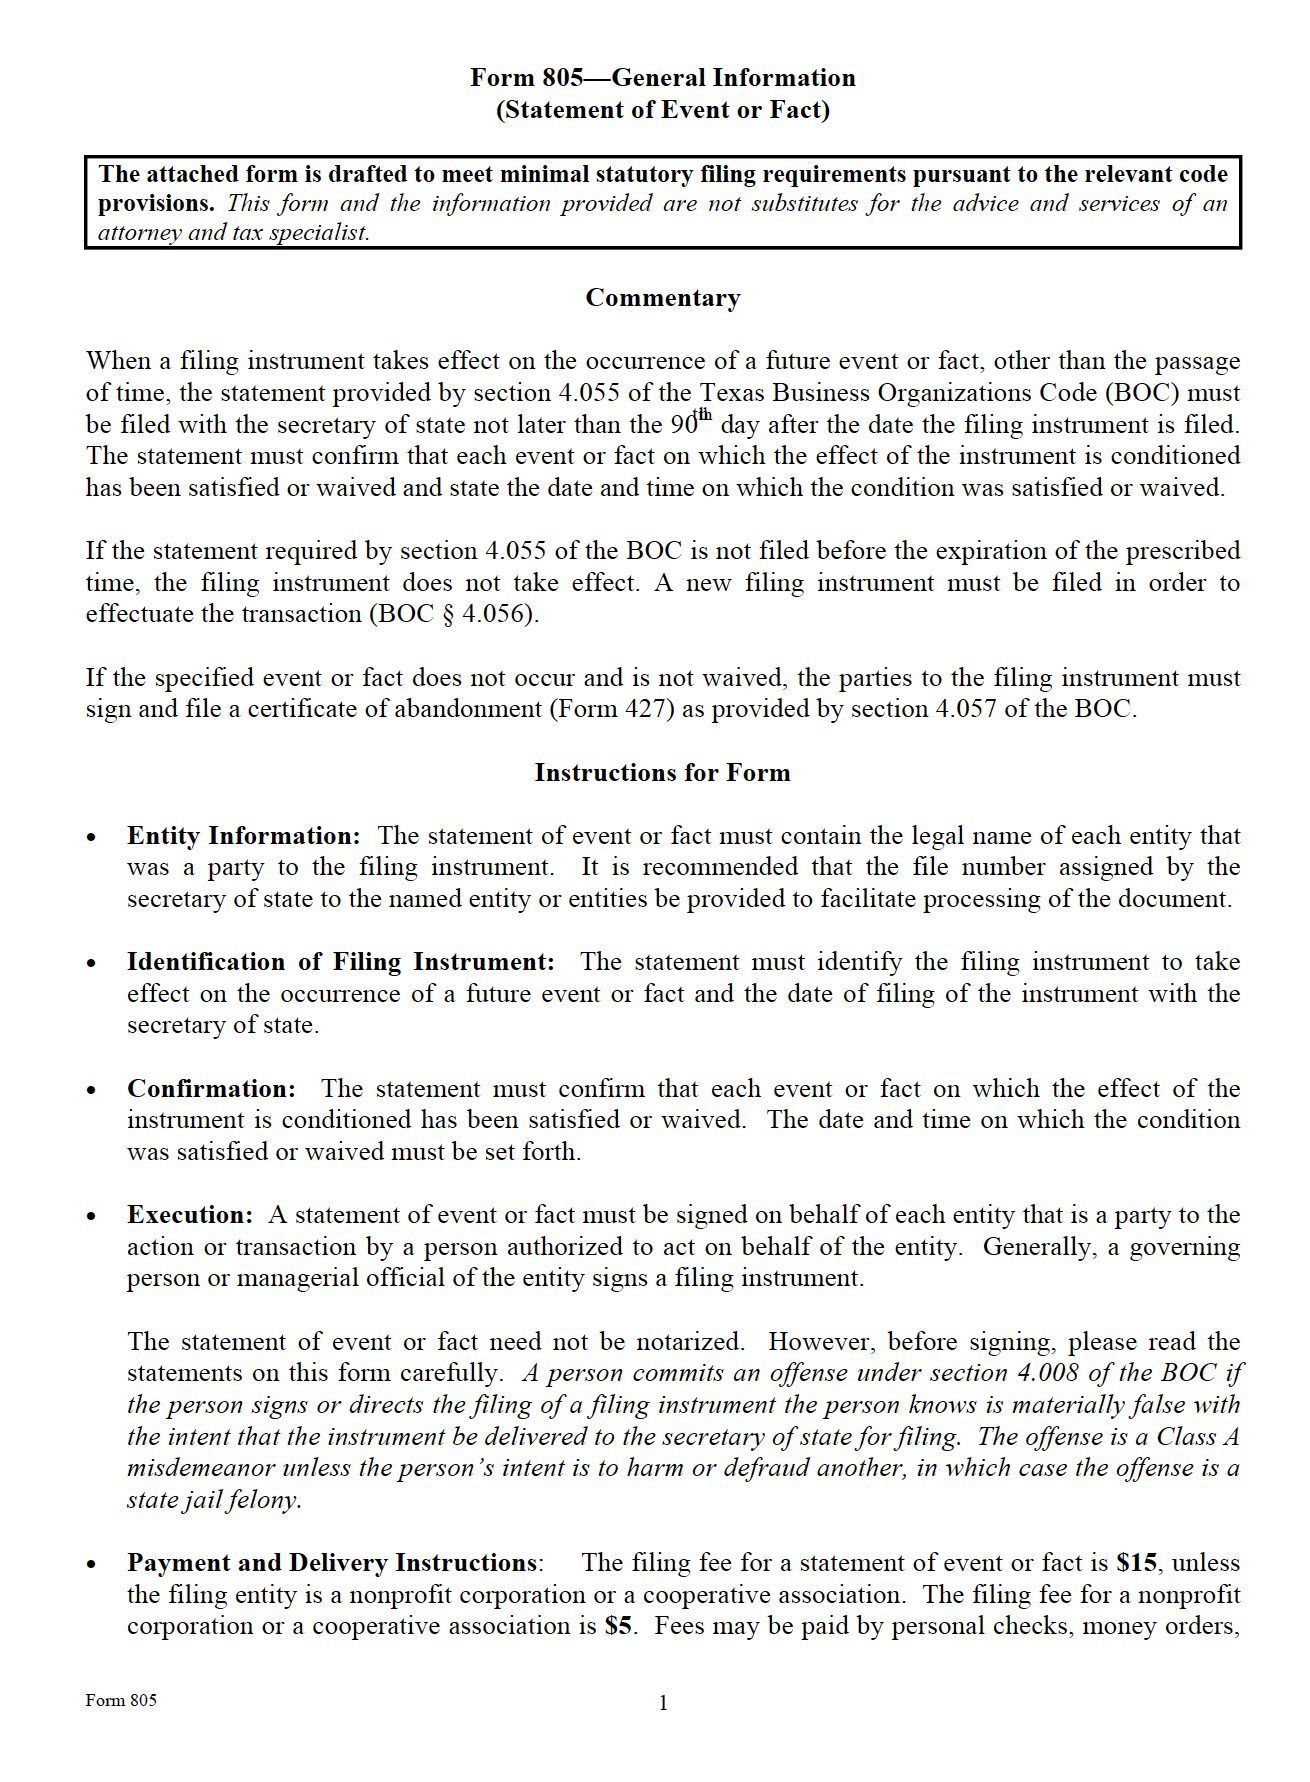 Form 805—General Information
(Statement of Event or Fact)
The attached form is drafted to meet minimal statutory filing requirements pursuant to the relevant code
provisions. This form and the information provided are not substitutes for the advice and services of an
attorney and tax specialist.
Commentary
When a filing instrument takes effect on the occurrence of a future event or fact, other than the passage
of time, the statement provided by section 4.055 of the Texas Business Organizations Code (BOC) must
be filed with the secretary of state not later than the 90th day after the date the filing instrument is filed.
The statement must confirm that each event or fact on which the effect of the instrument is conditioned
has been satisfied or waived and state the date and time on which the condition was satisfied or waived.
If the statement required by section 4.055 of the BOC is not filed before the expiration of the prescribed
time, the filing instrument does not take effect. A new filing instrument must be filed in order to
effectuate the transaction (BOC § 4.056).
If the specified event or fact does not occur and is not waived, the parties to the filing instrument must
sign and file a certificate of abandonment (Form 427) as provided by section 4.057 of the BOC.
Instructions for Form
• Entity Information: The statement of event or fact must contain the legal name of each entity that
was a party to the filing instrument. It is recommended that the file number assigned by the
secretary of state to the named entity or entities be provided to facilitate processing of the document.
• Identification of Filing Instrument: The statement must identify the filing instrument to take
effect on the occurrence of a future event or fact and the date of filing of the instrument with the
secretary of state.
• Confirmation: The statement must confirm that each event or fact on which the effect of the
instrument is conditioned has been satisfied or waived. The date and time on which the condition
was satisfied or waived must be set forth.
• Execution: A statement of event or fact must be signed on behalf of each entity that is a party to the
action or transaction by a person authorized to act on behalf of the entity. Generally, a governing
person or managerial official of the entity signs a filing instrument.
The statement of event or fact need not be notarized. However, before signing, please read the
statements on this form carefully. A person commits an offense under section 4.008 of the BOC if
the person signs or directs the filing of a filing instrument the person knows is materially false with
the intent that the instrument be delivered to the secretary of state for filing. The offense is a Class A
misdemeanor unless the person's intent is to harm or defraud another, in which case the offense is a
state jail felony.
• Payment and Delivery Instructions: The filing fee for a statement of event or fact is $15, unless
the filing entity is a nonprofit corporation or a cooperative association. The filing fee for a nonprofit
corporation or a cooperative association is $5. Fees may be paid by personal checks, money orders,
Form 805
1